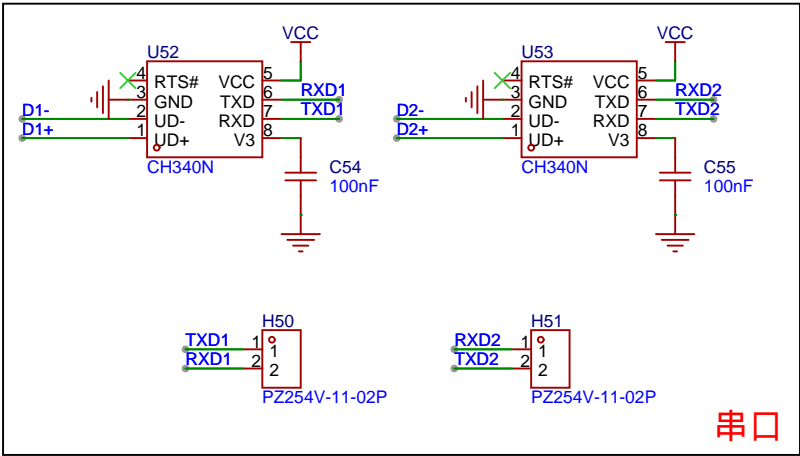 VCC
U52
4 RTS# VCC 5
3 GND TXD 6 RXD1
D1- 2 UD- RXD 7 TXD1
D1+ 1 UD+ V3 8
CH340N
C54
100nF
VCC
U53
4 RTS# VCC 5
3 GND TXD 6 RXD2
D2- 2 UD- RXD 7 TXD2
D2+ 1 UD+ V3 8
CH340N
C55
100nF
H50
TXD1 1 1
RXD1 2 2
PZ254V-11-02P
H51
RXD2 1 1
TXD2 2 2
PZ254V-11-02P
串口